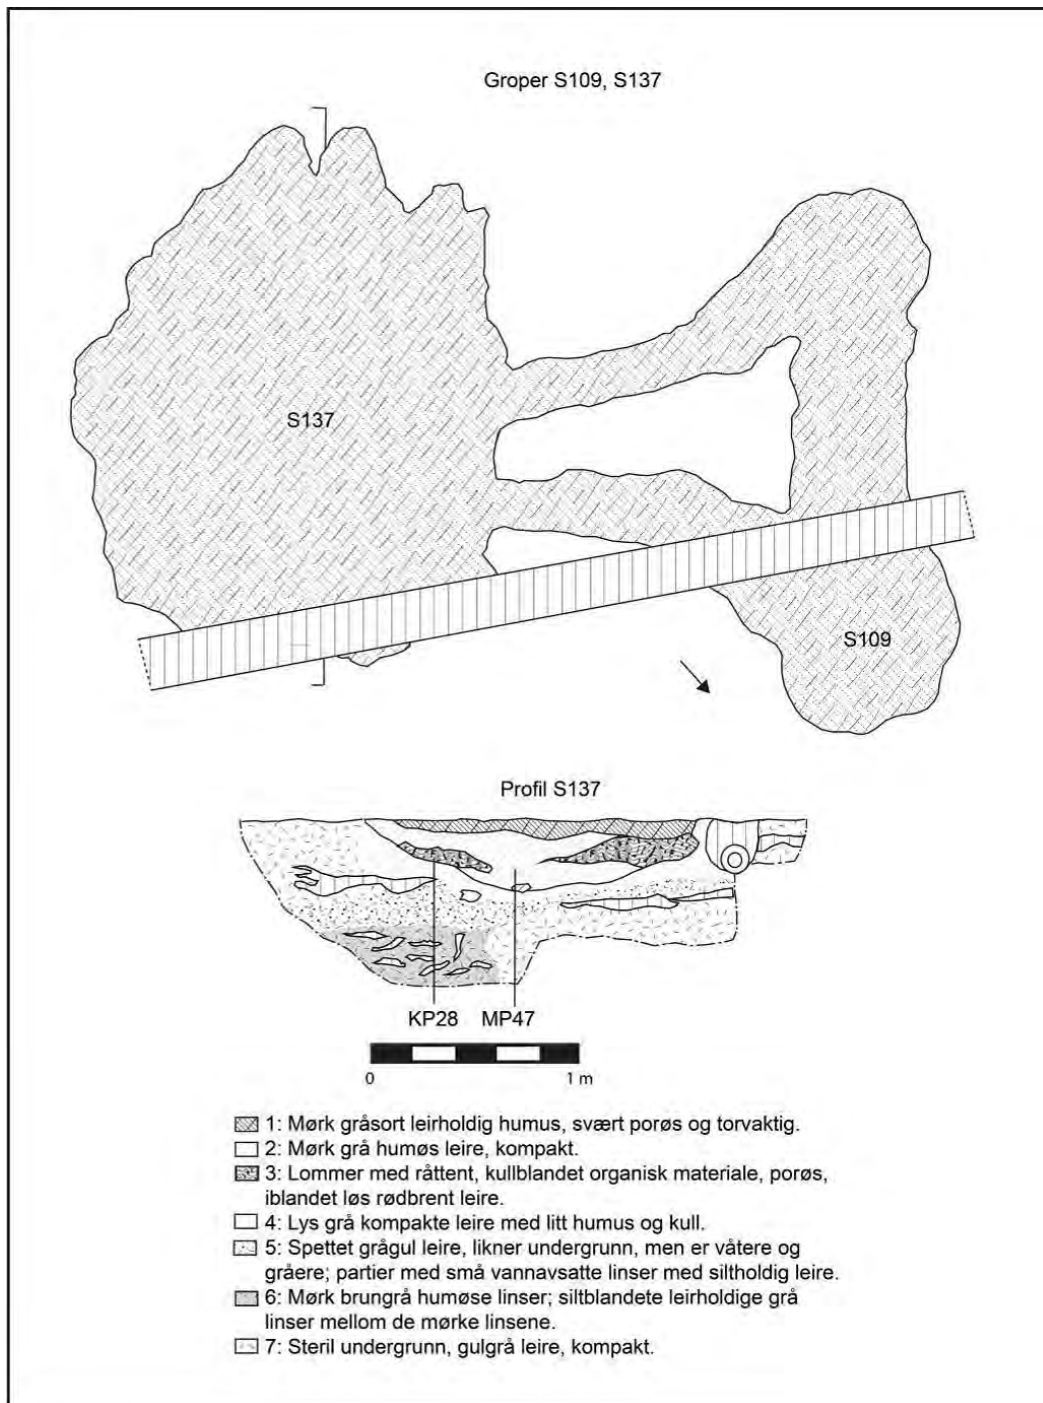 Groper S109, S137
S137
S109
Profil S137
KP28 MP47
0 1 m
1: Mørk gråsort leirholdig humus, svært porøs og torvaktig.
2: Mørk grå humøs leire, kompakt.
3: Lommer med råttent, kullblandet organisk materiale, porøs,
iblandet løs rødbrent leire.
4: Lys grå kompakte leire med litt humus og kull.
5: Spettet grågul leire, likner undergrunn, men er våtere og
gråere; partier med små vannavsatte linser med siltholdig leire.
6: Mørk brungrå humøse linser; siltblandete leirholdige grå
linser mellom de mørke linsene.
7: Steril undergrunn, gulgrå leire, kompakt.